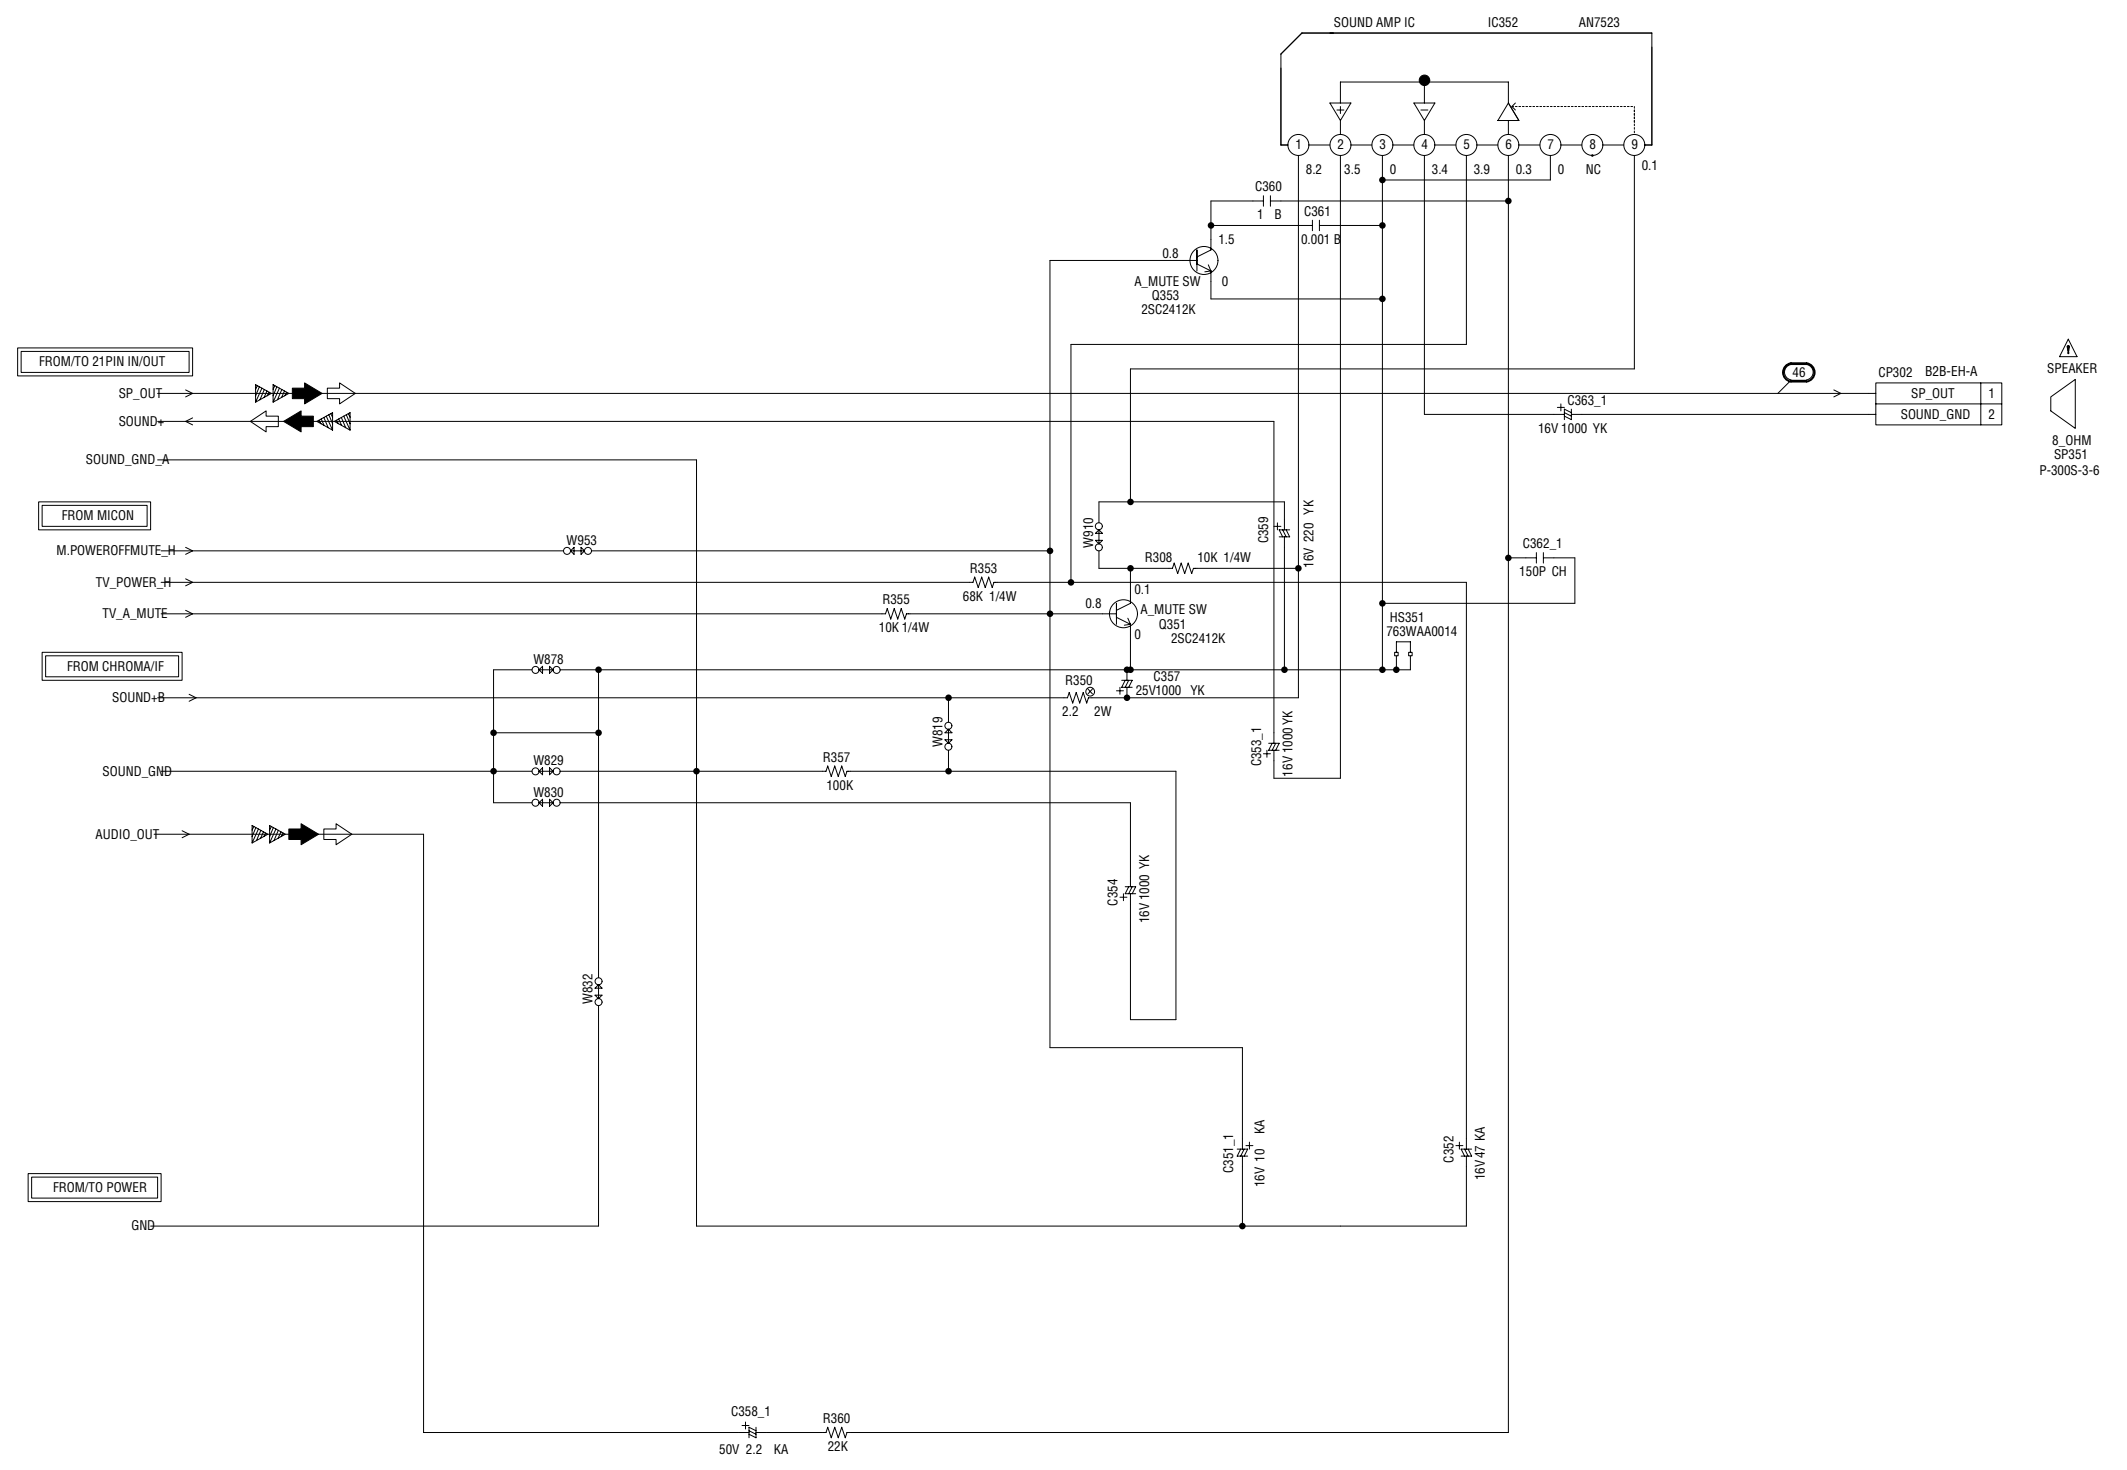 SOUND AMP IC IC352 AN7523
+ −
1 2 3 4 5 6 7 8 9
8.2 3.5 0 3.4 3.9 0.3 0 NC 0.1
C360
1 B
C361
0.001 B
1.5
0.8
0
A_MUTE SW
Q353
2SC2412K
FROM/TO 21PIN IN/OUT
SP_OUT
SOUND+
SOUND_GND_A
46
CP302 B2B-EH-A
SP_OUT 1
SOUND_GND 2
+ C363_1
16V 1000 YK
SPEAKER
8_OHM
SP351
P-300S-3-6
FROM MICON
M.POWEROFFMUTE_H
W953
TV_POWER_H
R353
68K 1/4W
TV_A_MUTE
R355
10K 1/4W
W910
C359 +
16V 220 YK
R308 10K 1/4W
0.1
0.8
0
A_MUTE SW
Q351
2SC2412K
C362_1
150P CH
HS351
763WAA0014
FROM CHROMA/IF
W878
SOUND+B
R350
2.2 2W
C357
+ 25V1000 YK
W819
C353_1 +
16V 1000 YK
SOUND_GND
W829
R357
100K
W830
AUDIO_OUT
C354 +
16V 1000 YK
W832
C351_1 +
16V 10 KA
C352 +
16V 47 KA
FROM/TO POWER
GND
C358_1
+
50V 2.2 KA
R360
22K